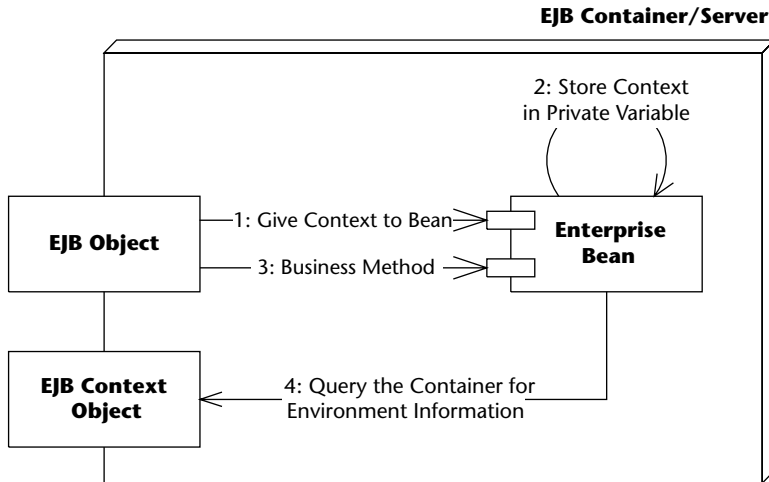 EJB Container/Server
2: Store Context
in Private Variable
1: Give Context to Bean
EJB Object
Enterprise
Bean
3: Business Method
EJB Context
Object
4: Query the Container for
Environment Information